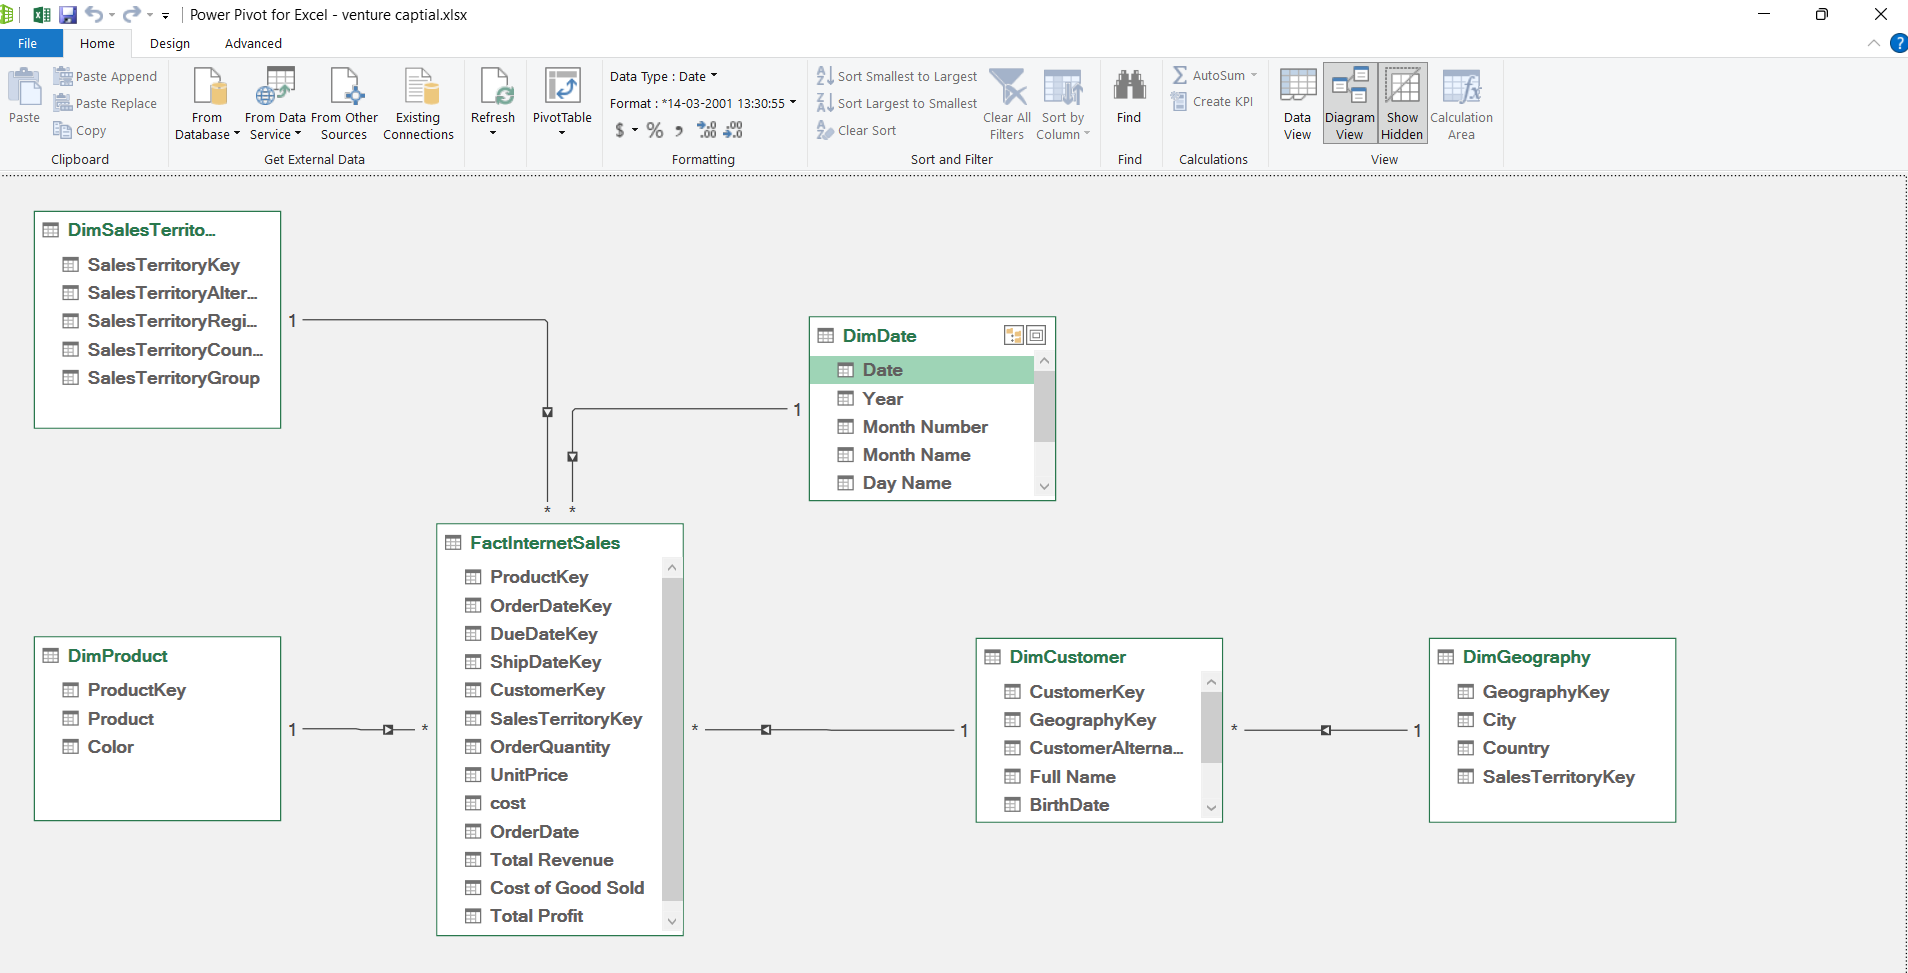 Power Pivot for Excel - venture captial.xlsx
File Home Design Advanced
Paste
Paste Append
Paste Replace
Copy
Clipboard
From Database
From Data Service
From Other Sources
Existing Connections
Get External Data
Refresh
PivotTable
Data Type : Date
Format : *14-03-2001 13:30:55
$ % , .0 .00 .00 .0
Formatting
Sort Smallest to Largest
Sort Largest to Smallest
Clear Sort
Clear All Filters
Sort by Column
Sort and Filter
Find
Find
AutoSum
Create KPI
Calculations
Data View
Diagram View
Show Hidden
Calculation Area
View
DimSalesTerrito...
SalesTerritoryKey
SalesTerritoryAlter...
SalesTerritoryRegi...
SalesTerritoryCoun...
SalesTerritoryGroup
1
DimDate
Date
Year
Month Number
Month Name
Day Name
1
* *
FactInternetSales
ProductKey
OrderDateKey
DueDateKey
ShipDateKey
CustomerKey
SalesTerritoryKey
OrderQuantity
UnitPrice
cost
OrderDate
Total Revenue
Cost of Good Sold
Total Profit
DimProduct
ProductKey
Product
Color
1 *
DimCustomer
CustomerKey
GeographyKey
CustomerAlterna...
Full Name
BirthDate
* 1
DimGeography
GeographyKey
City
Country
SalesTerritoryKey
* 1